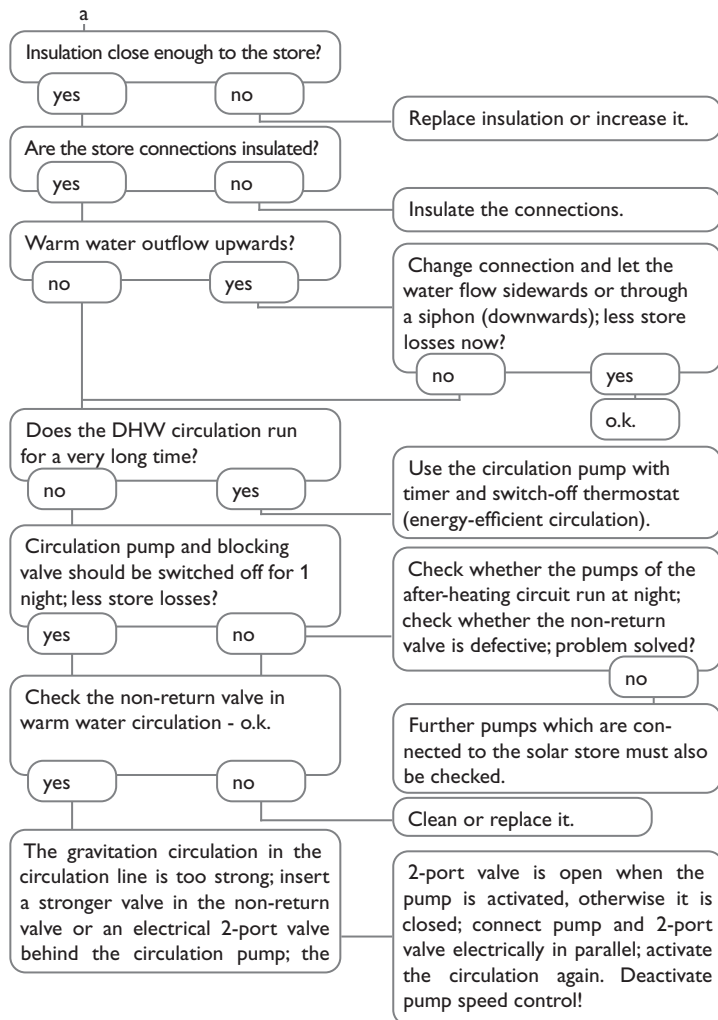 a
Insulation close enough to the store?
yes
no
Replace insulation or increase it.
Are the store connections insulated?
yes
no
Insulate the connections.
Warm water outflow upwards?
no
yes
Change connection and let the
water flow sidewards or through
a siphon (downwards); less store
losses now?
no
yes
o.k.
Does the DHW circulation run
for a very long time?
no
yes
Use the circulation pump with
timer and switch-off thermostat
(energy-efficient circulation).
Circulation pump and blocking
valve should be switched off for 1
night; less store losses?
yes
no
Check whether the pumps of the
after-heating circuit run at night;
check whether the non-return
valve is defective; problem solved?
no
Further pumps which are con-
nected to the solar store must also
be checked.
Check the non-return valve in
warm water circulation - o.k.
yes
no
Clean or replace it.
The gravitation circulation in the
circulation line is too strong; insert
a stronger valve in the non-return
valve or an electrical 2-port valve
behind the circulation pump; the
2-port valve is open when the
pump is activated, otherwise it is
closed; connect pump and 2-port
valve electrically in parallel; activate
the circulation again. Deactivate
pump speed control!